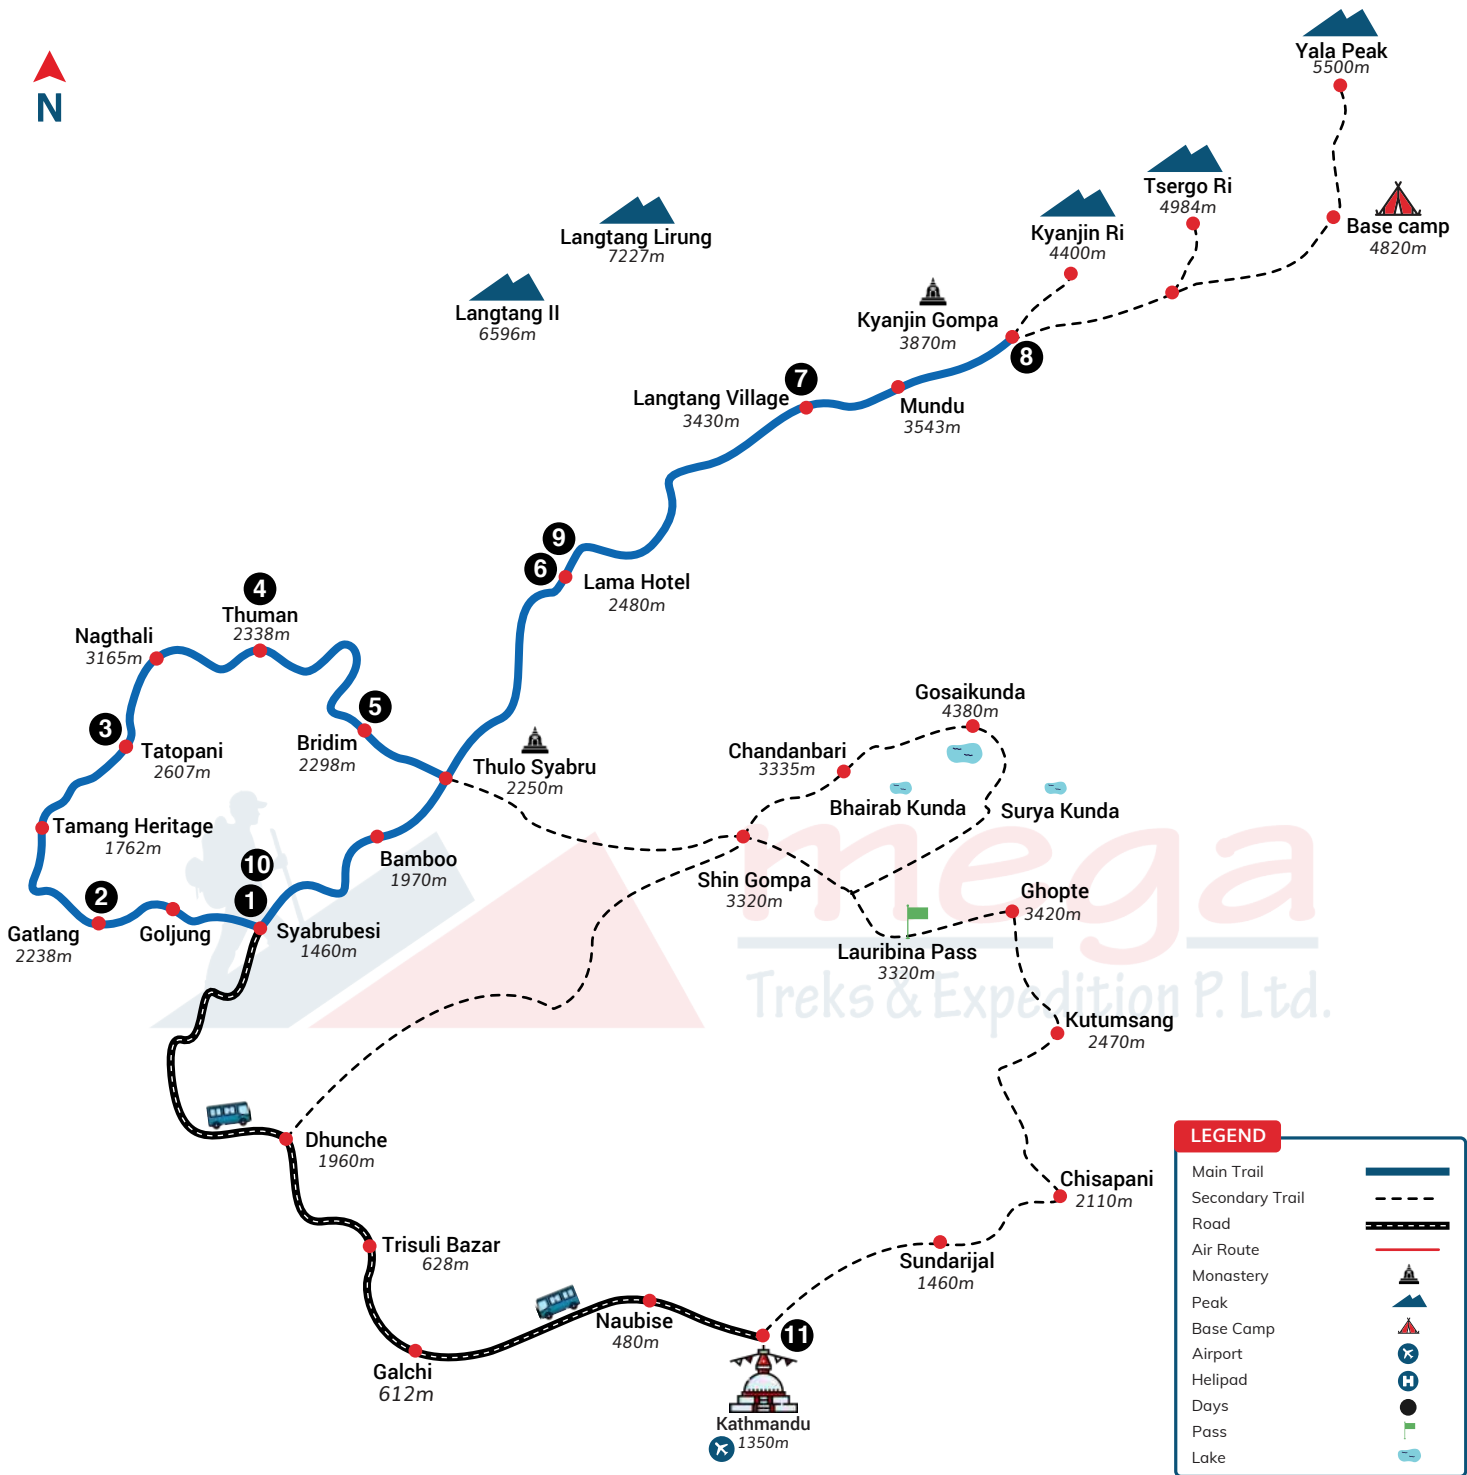 N
Yala Peak
5500m
Tsergo Ri
4984m
Kyanjin Ri
4400m
Base camp
4820m
Langtang Lirung
7227m
Langtang II
6596m
Kyanjin Gompa
3870m
8
7
Langtang Village
3430m
Mundu
3543m
9
6
Lama Hotel
2480m
4
Thuman
2338m
Nagthali
3165m
3
Tatopani
2607m
5
Bridim
2298m
Thulo Syabru
2250m
Gosaikunda
4380m
Chandanbari
3335m
Bhairab Kunda
Surya Kunda
Tamang Heritage
1762m
Bamboo
1970m
10
1
2
Gatlang
2238m
Goljung
Syabrubesi
1460m
Shin Gompa
3320m
Ghopte
3420m
Lauribina Pass
3320m
mega
Treks & Expedition P. Ltd.
Kutumsang
2470m
Dhunche
1960m
Chisapani
2110m
Trisuli Bazar
628m
Sundarijal
1460m
Naubise
480m
11
Galchi
612m
Kathmandu
1350m
LEGEND
Main Trail
Secondary Trail
Road
Air Route
Monastery
Peak
Base Camp
Airport
Helipad
H
Days
Pass
Lake